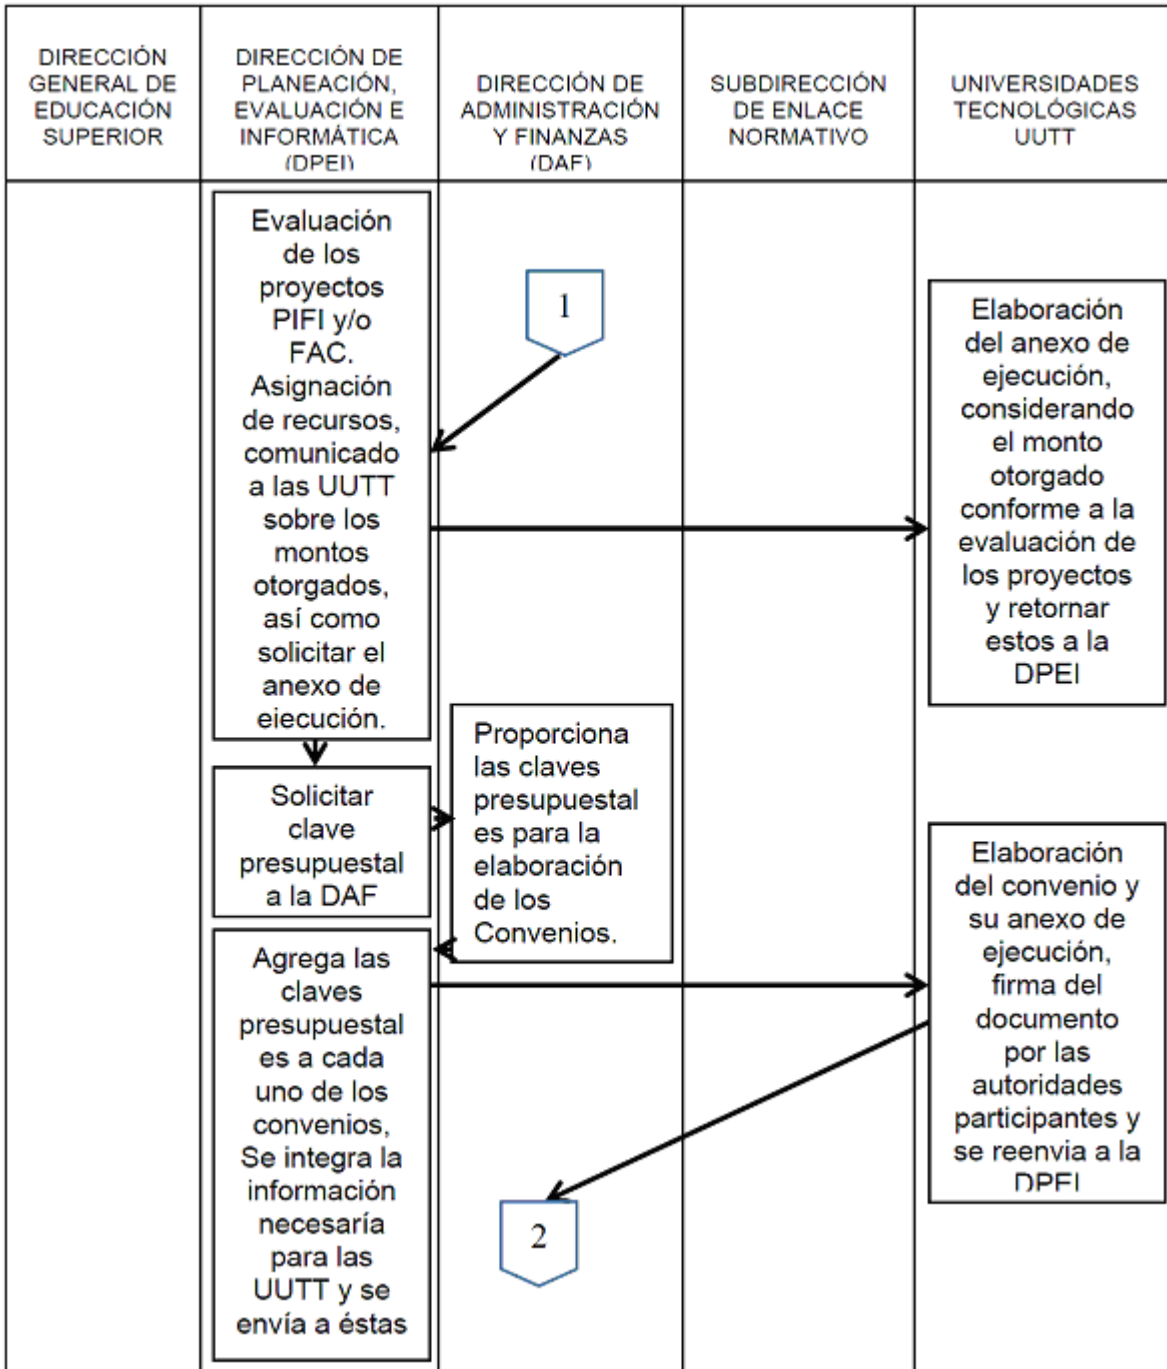 DIRECCIÓN
GENERAL DE
EDUCACIÓN
SUPERIOR
DIRECCIÓN DE
PLANEACIÓN,
EVALUACIÓN E
INFORMÁTICA
(DPEI)
DIRECCIÓN DE
ADMINISTRACIÓN
Y FINANZAS
(DAF)
SUBDIRECCIÓN
DE ENLACE
NORMATIVO
UNIVERSIDADES
TECNOLÓGICAS
UUTT
Evaluación
de los
proyectos
PIFI y/o
FAC.
Asignación
de recursos,
comunicado
a las UUTT
sobre los
montos
otorgados,
así como
solicitar el
anexo de
ejecución.
1
Elaboración
del anexo de
ejecución,
considerando
el monto
otorgado
conforme a la
evaluación de
los proyectos
y retornar
estos a la
DPEI
Solicitar
clave
presupuestal
a la DAF
Proporciona
las claves
presupuestal
es para la
elaboración
de los
Convenios.
Agrega las
claves
presupuestal
es a cada
uno de los
convenios,
Se integra la
información
necesaría
para las
UUTT y se
envía a éstas
Elaboración
del convenio y
su anexo de
ejecución,
firma del
documento
por las
autoridades
participantes y
se reenvia a la
DPEI
2